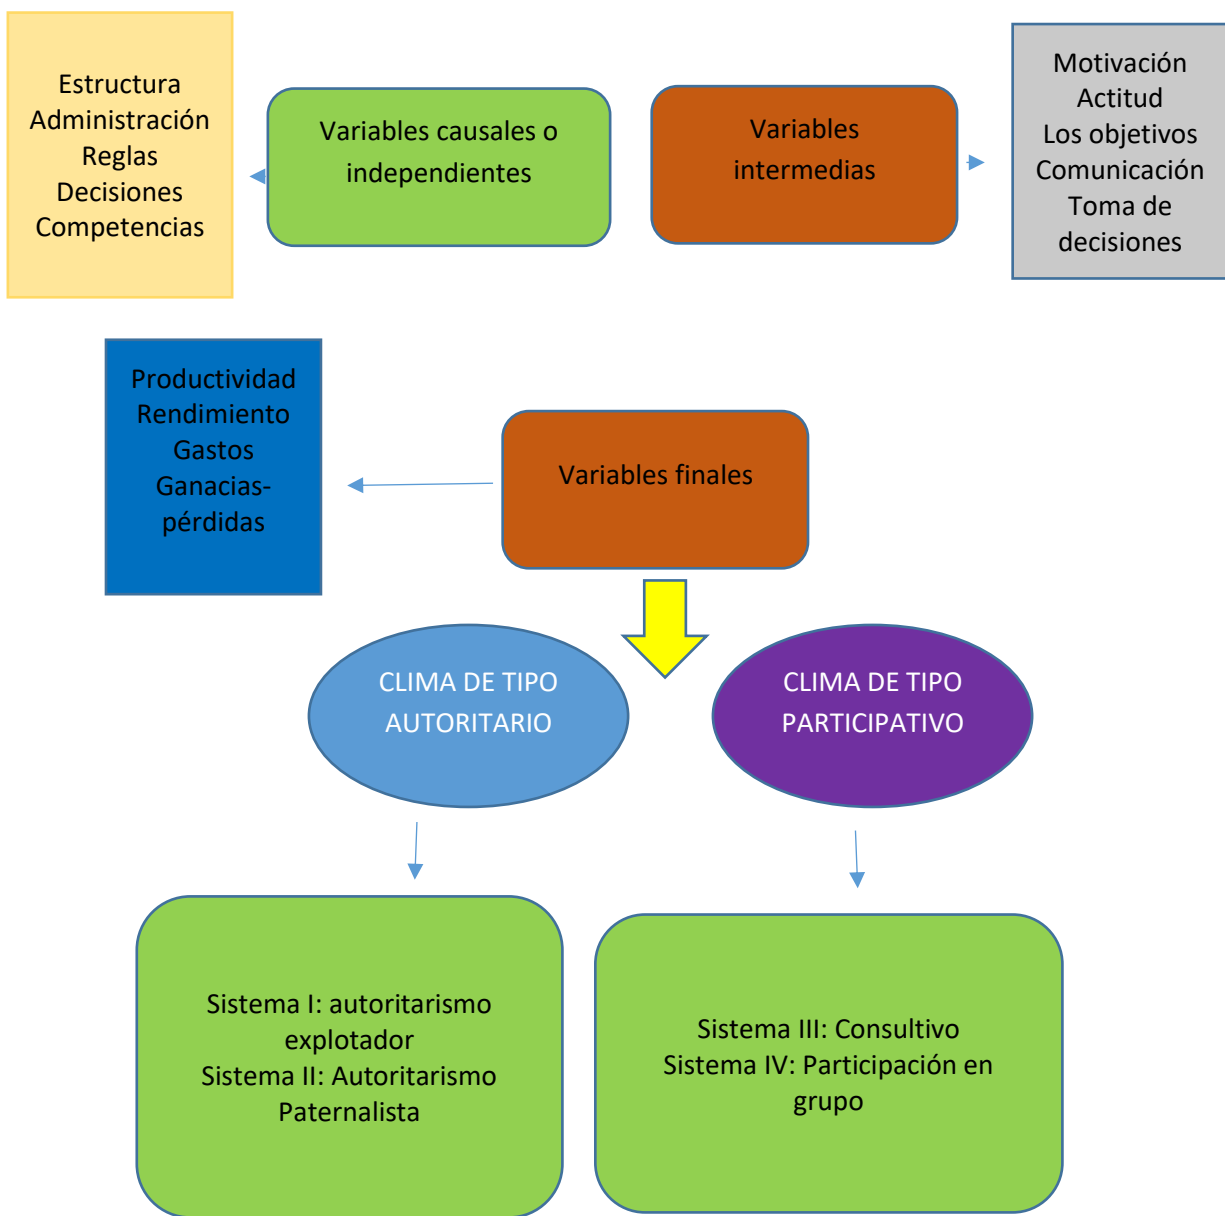 Estructura
Administración
Reglas
Decisiones
Competencias
Variables causales o
independientes
Variables
intermedias
Motivación
Actitud
Los objetivos
Comunicación
Toma de
decisiones
Productividad
Rendimiento
Gastos
Ganacias-
pérdidas
Variables finales
CLIMA DE TIPO
AUTORITARIO
CLIMA DE TIPO
PARTICIPATIVO
Sistema I: autoritarismo
explotador
Sistema II: Autoritarismo
Paternalista
Sistema III: Consultivo
Sistema IV: Participación en
grupo